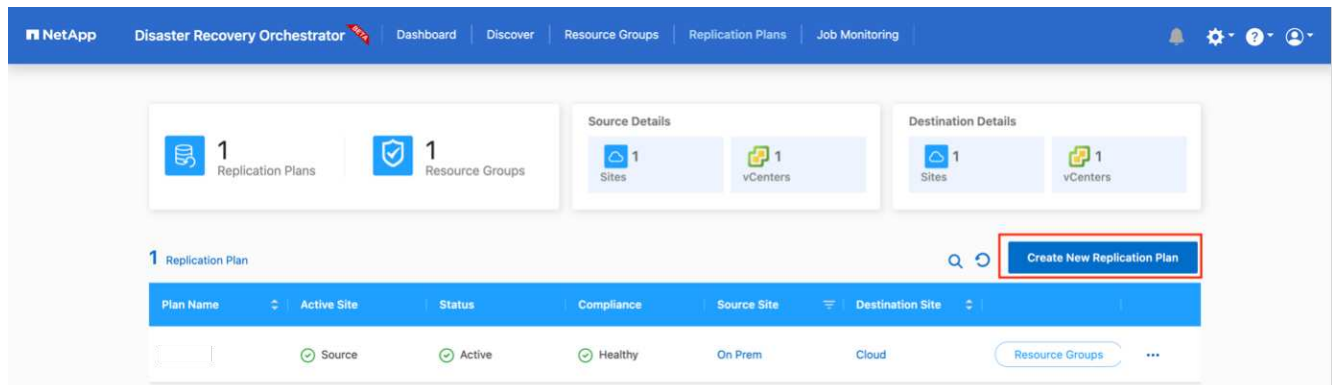 NetApp Disaster Recovery Orchestrator BETA Dashboard Discover Resource Groups Replication Plans Job Monitoring
Source Details Destination Details
1 Replication Plans 1 Resource Groups
1 Sites 1 vCenters 1 Sites 1 vCenters
1 Replication Plan Create New Replication Plan
Plan Name Active Site Status Compliance Source Site Destination Site
Source Active Healthy On Prem Cloud Resource Groups ...